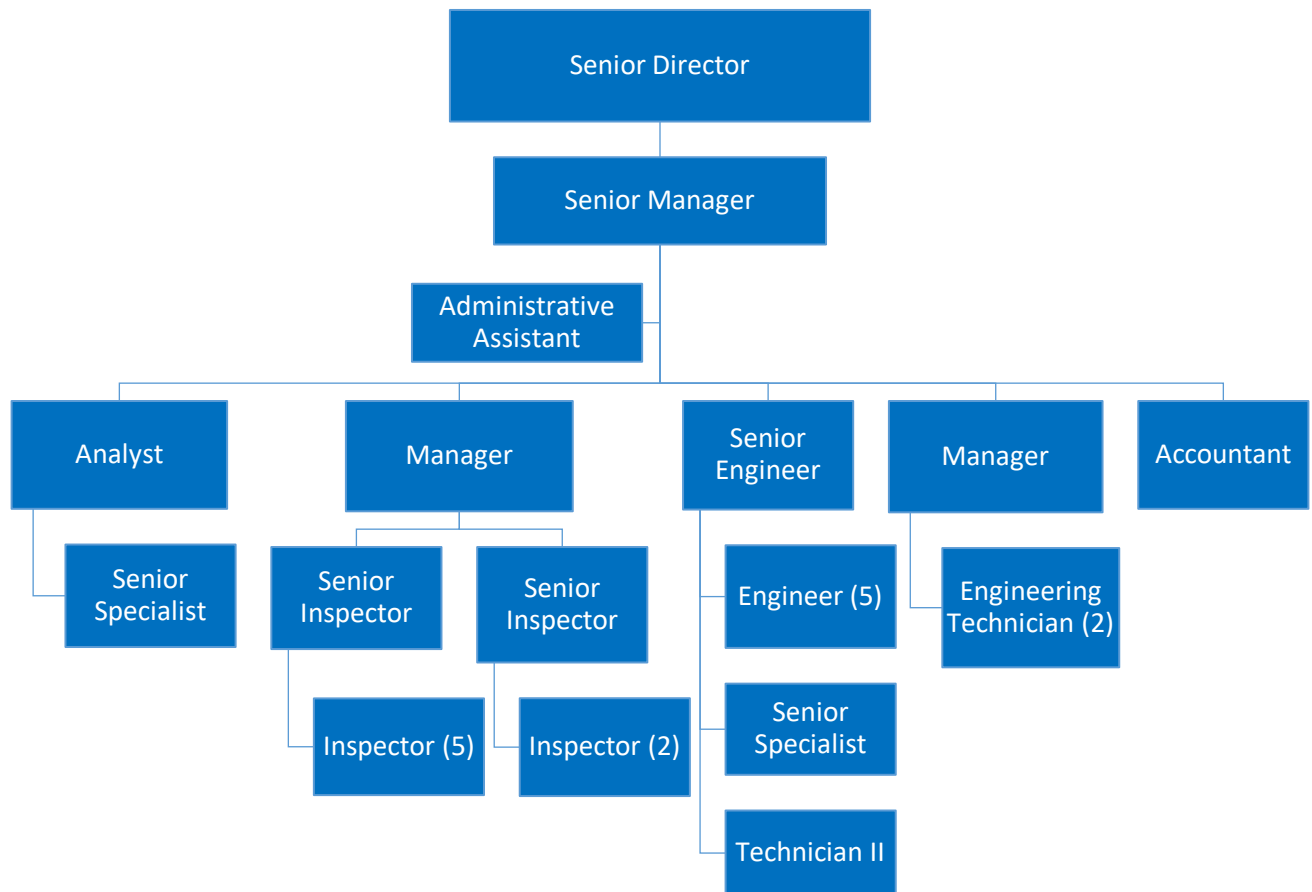 Senior Director
Senior Manager
Administrative
Assistant
Analyst
Manager
Senior
Engineer
Manager
Accountant
Senior
Specialist
Senior
Inspector
Senior
Inspector
Engineer (5)
Engineering
Technician (2)
Inspector (5)
Inspector (2)
Senior
Specialist
Technician II